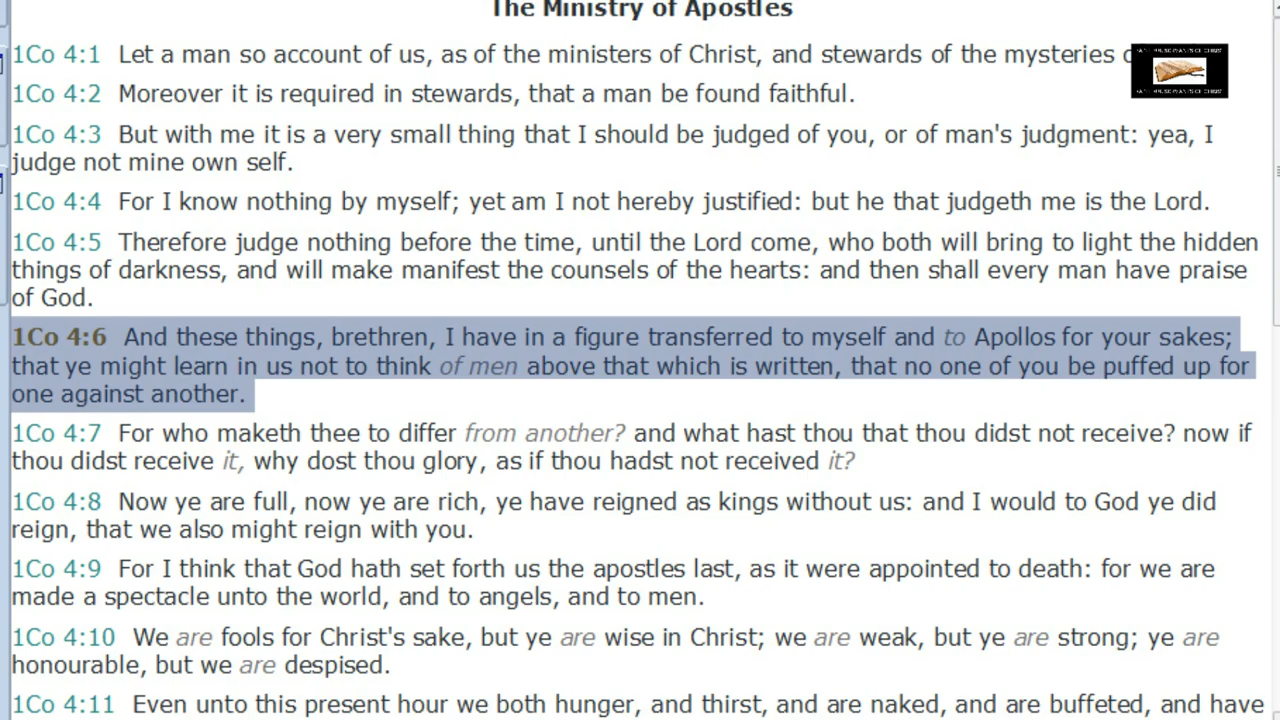 The Ministry of Apostles
1Co 4:1 Let a man so account of us, as of the ministers of Christ, and stewards of the mysteries
1Co 4:2 Moreover it is required in stewards, that a man be found faithful.
1Co 4:3 But with me it is a very small thing that I should be judged of you, or of man's judgment: yea, I
judge not mine own self.
1Co 4:4 For I know nothing by myself; yet am I not hereby justified: but he that judgeth me is the Lord.
1Co 4:5 Therefore judge nothing before the time, until the Lord come, who both will bring to light the hidden
things of darkness, and will make manifest the counsels of the hearts: and then shall every man have praise
of God.
1Co 4:6 And these things, brethren, I have in a figure transferred to myself and to Apollos for your sakes;
that ye might learn in us not to think of men above that which is written, that no one of you be puffed up for
one against another.
1Co 4:7 For who maketh thee to differ from another? and what hast thou that thou didst not receive? now if
thou didst receive it, why dost thou glory, as if thou hadst not received it?
1Co 4:8 Now ye are full, now ye are rich, ye have reigned as kings without us: and I would to God ye did
reign, that we also might reign with you.
1Co 4:9 For I think that God hath set forth us the apostles last, as it were appointed to death: for we are
made a spectacle unto the world, and to angels, and to men.
1Co 4:10 We are fools for Christ's sake, but ye are wise in Christ; we are weak, but ye are strong; ye are
honourable, but we are despised.
1Co 4:11 Even unto this present hour we both hunger, and thirst, and are naked, and are buffeted, and have